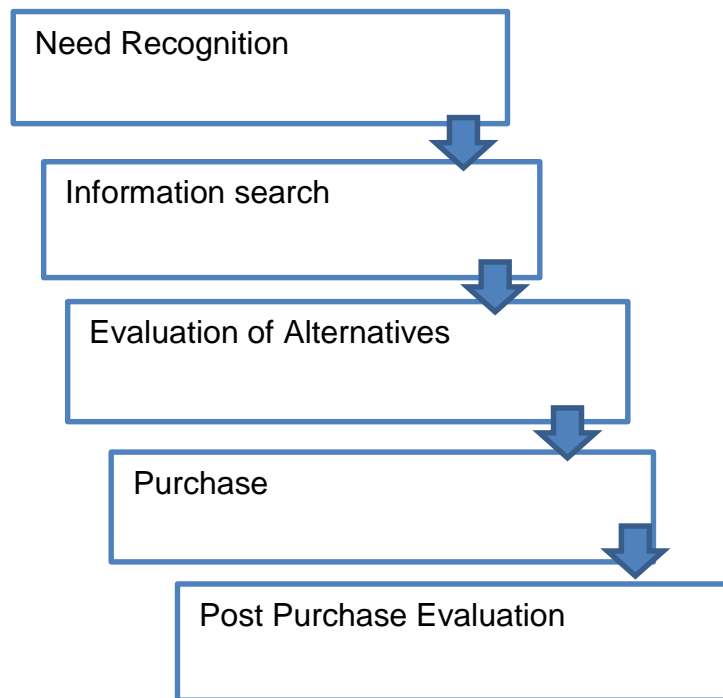 Need Recognition
Information search
Evaluation of Alternatives
Purchase
Post Purchase Evaluation